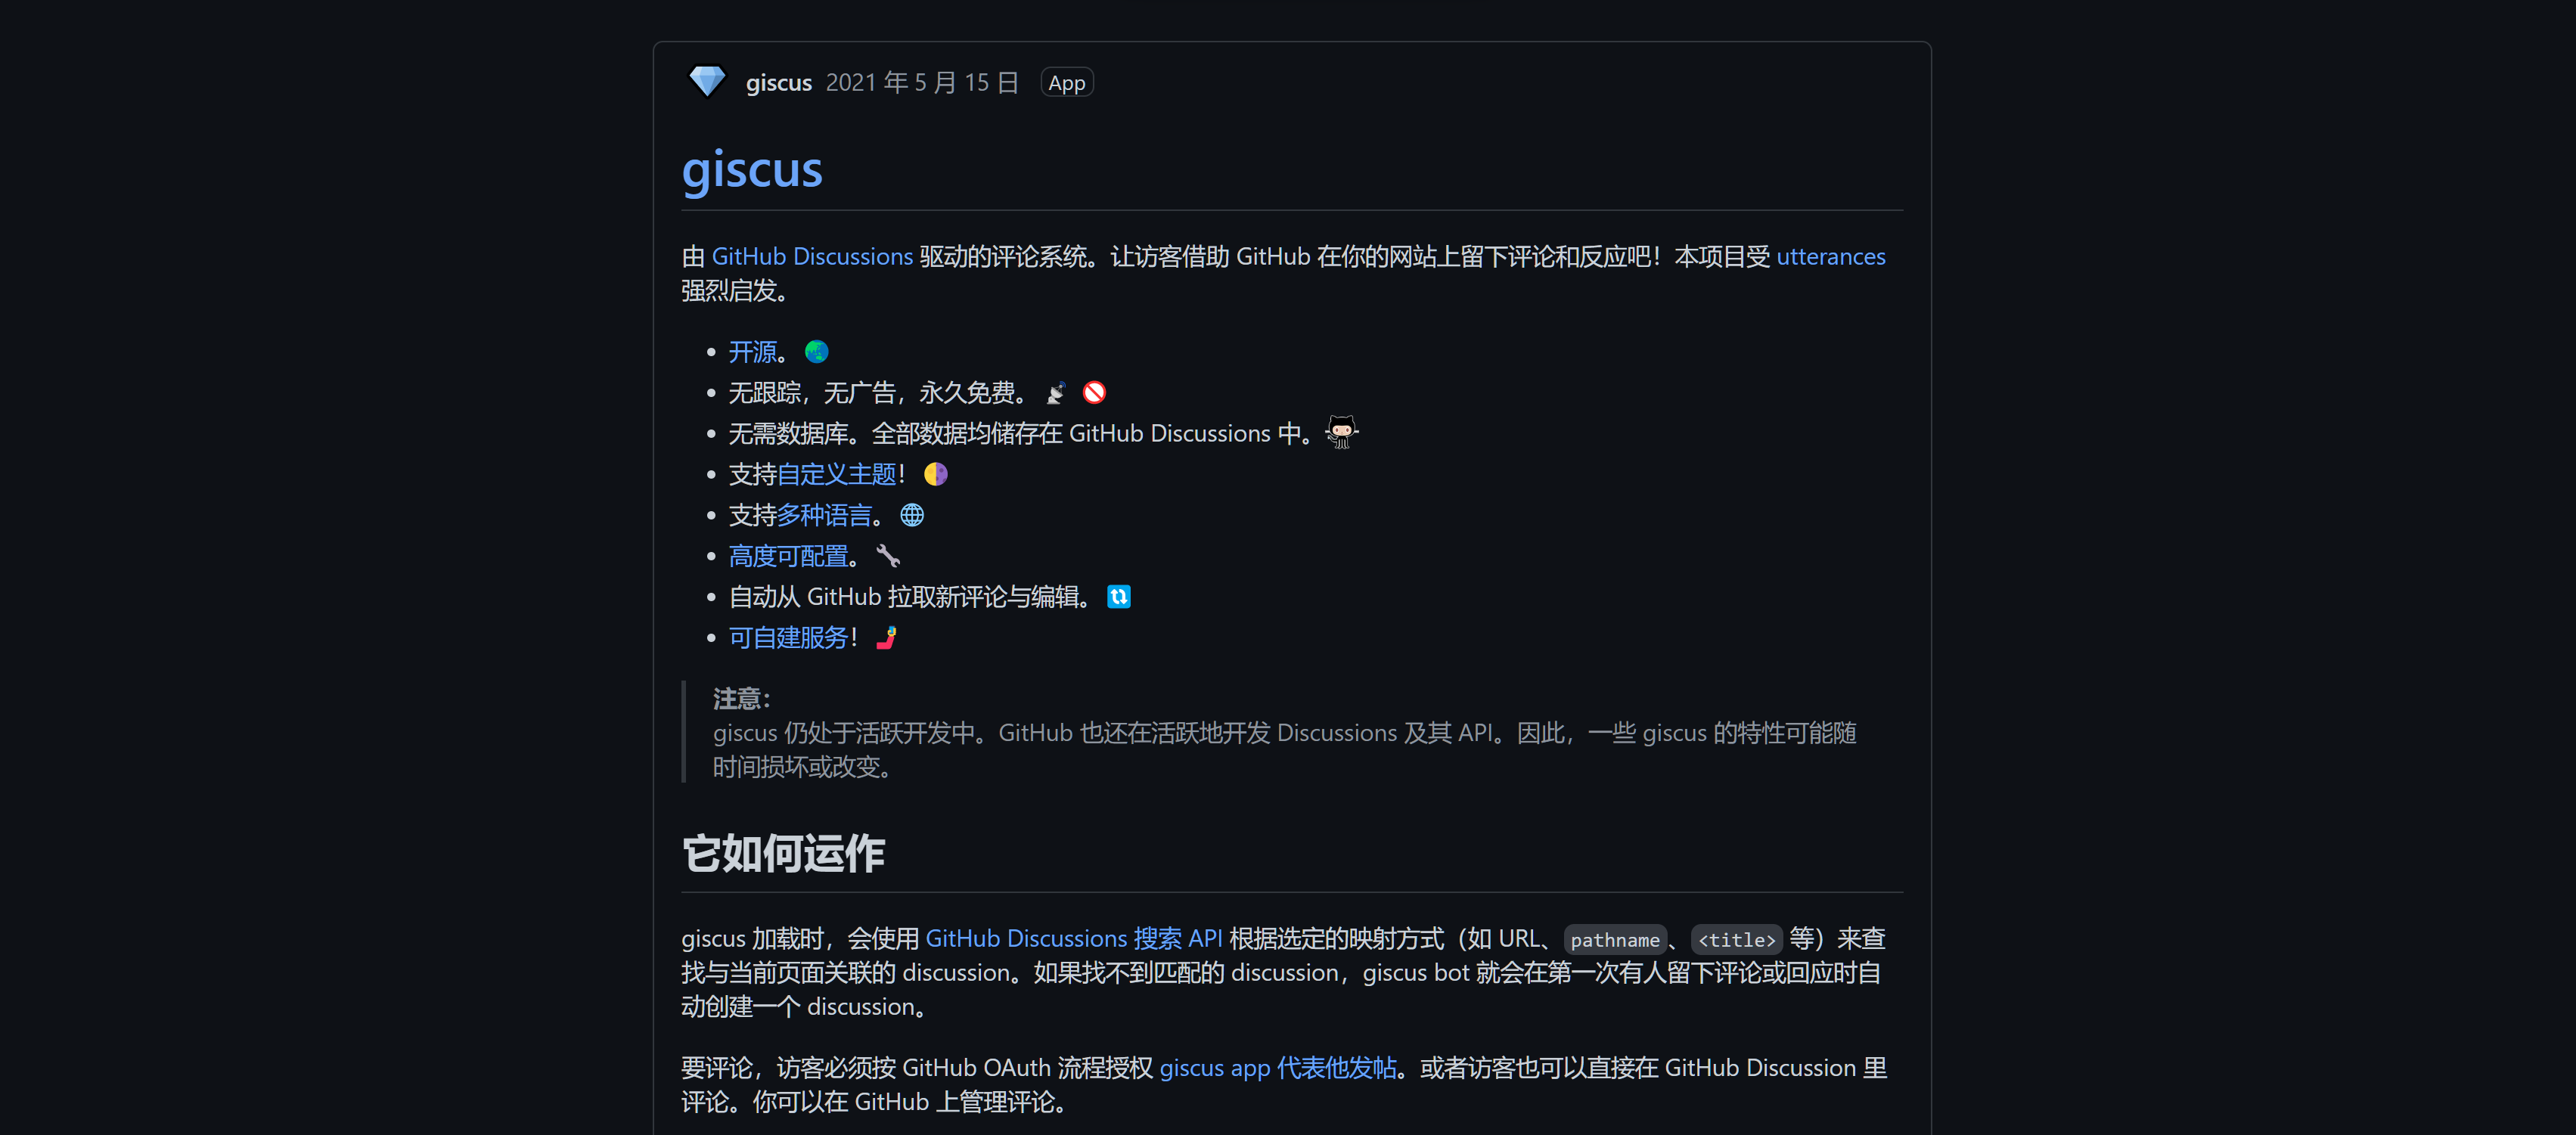 giscus 2021 年 5 月 15 日 App
giscus
由 GitHub Discussions 驱动的评论系统。让访客借助 GitHub 在你的网站上留下评论和反应吧！本项目受 utterances
强烈启发。
开源。🌏
无跟踪，无广告，永久免费。📡 🚫
无需数据库。全部数据均储存在 GitHub Discussions 中。
支持自定义主题！🌗
支持多种语言。🌐
高度可配置。🔧
自动从 GitHub 拉取新评论与编辑。🔃
可自建服务！🤳
注意：
giscus 仍处于活跃开发中。GitHub 也还在活跃地开发 Discussions 及其 API。因此，一些 giscus 的特性可能随
时间损坏或改变。
它如何运作
giscus 加载时，会使用 GitHub Discussions 搜索 API 根据选定的映射方式（如 URL、pathname、<title> 等）来查
找与当前页面关联的 discussion。如果找不到匹配的 discussion，giscus bot 就会在第一次有人留下评论或回应时自
动创建一个 discussion。
要评论，访客必须按 GitHub OAuth 流程授权 giscus app 代表他发帖。或者访客也可以直接在 GitHub Discussion 里
评论。你可以在 GitHub 上管理评论。